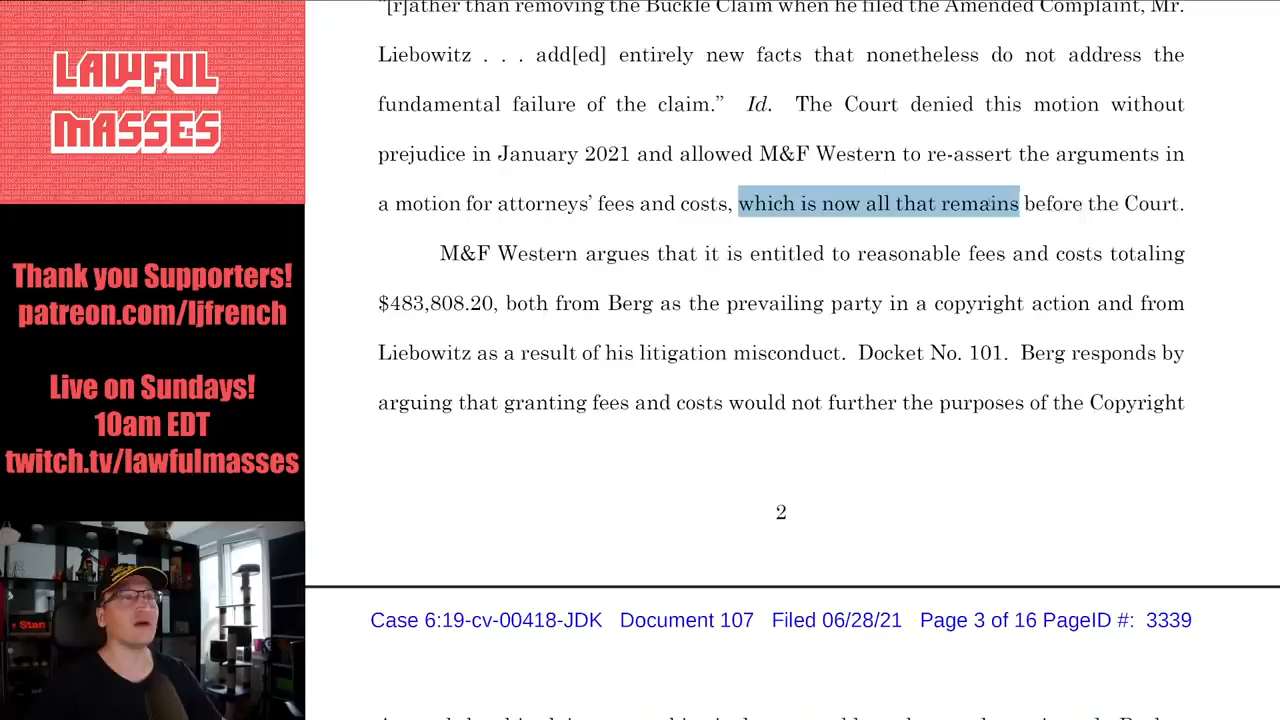 LAWFUL
MASSES
Thank you Supporters!
patreon.com/ljfrench
Live on Sundays!
10am EDT
twitch.tv/lawfulmasses
Stan
"[r]ather than removing the Buckle Claim when he filed the Amended Complaint, Mr.
Liebowitz . . . add[ed] entirely new facts that nonetheless do not address the
fundamental failure of the claim.” Id. The Court denied this motion without
prejudice in January 2021 and allowed M&F Western to re-assert the arguments in
a motion for attorneys’ fees and costs, which is now all that remains before the Court.
M&F Western argues that it is entitled to reasonable fees and costs totaling
$483,808.20, both from Berg as the prevailing party in a copyright action and from
Liebowitz as a result of his litigation misconduct. Docket No. 101. Berg responds by
arguing that granting fees and costs would not further the purposes of the Copyright
2
Case 6:19-cv-00418-JDK Document 107 Filed 06/28/21 Page 3 of 16 PageID #: 3339